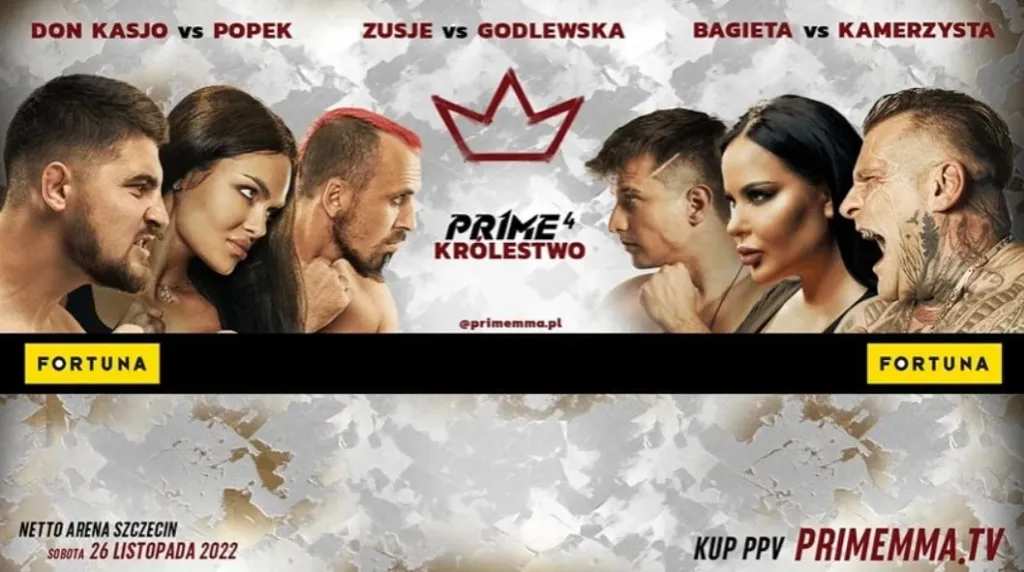 DON KASJO vs POPEK
ZUSJE vs GODLEWSKA
BAGIETA vs KAMERZYSTA
PR1ME 4
KRÓLESTWO
@primemma.pl
FORTUNA
FORTUNA
NETTO ARENA SZCZECIN
SOBOTA 26 LISTOPADA 2022
KUP PPV PRIMEMMA.TV